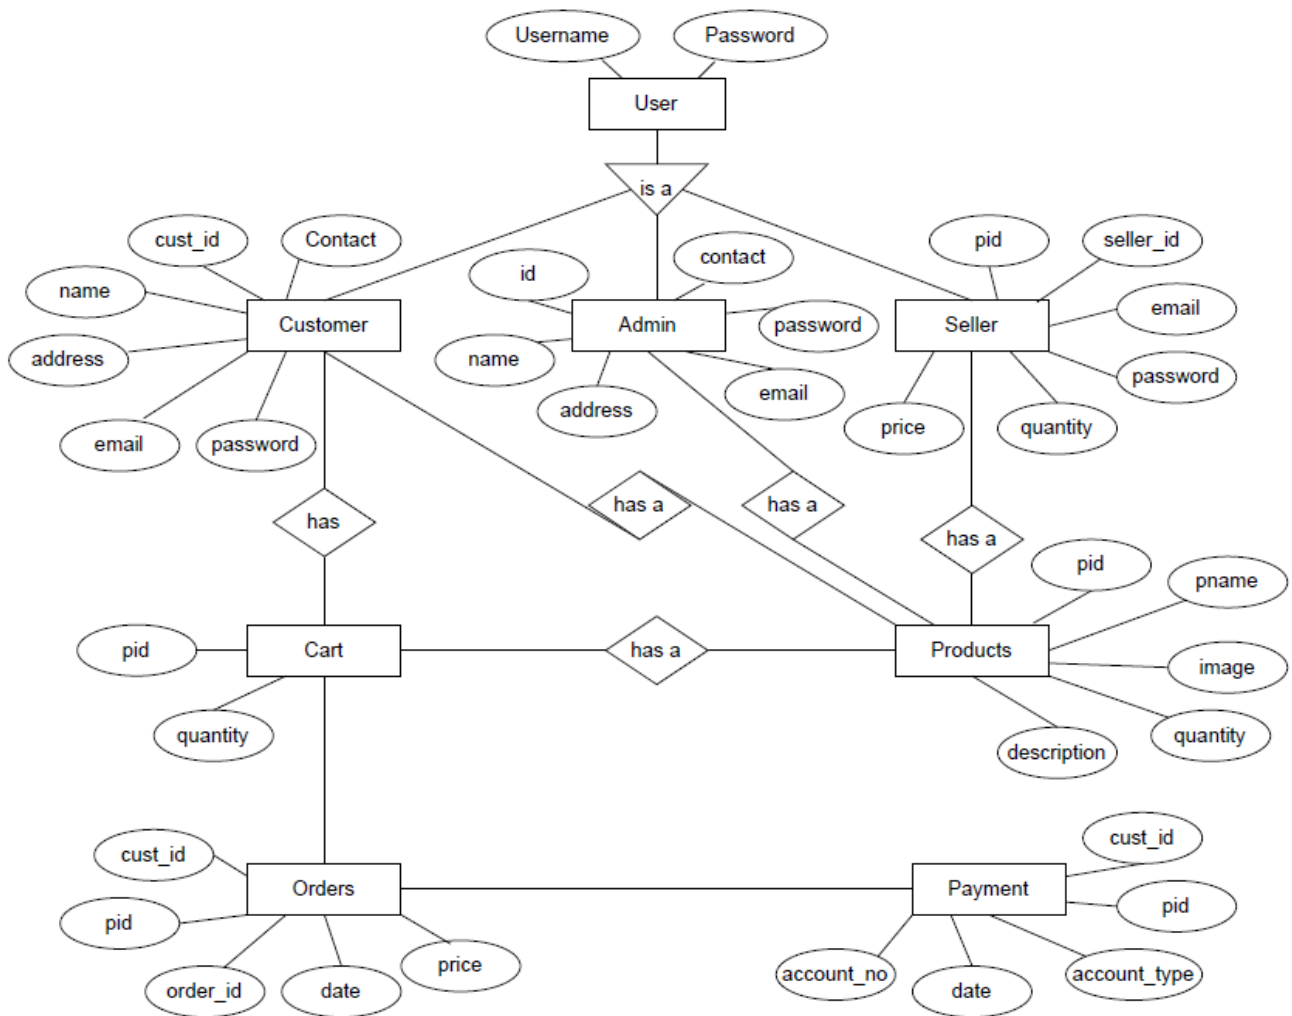 Username
Password
User
is a
cust_id
Contact
name
Customer
address
email
password
id
contact
Admin
password
name
address
email
pid
seller_id
Seller
email
password
price
quantity
has
has a
has a
has a
pid
Cart
quantity
has a
pid
pname
Products
image
quantity
description
cust_id
Orders
pid
order_id
date
price
cust_id
Payment
pid
account_no
date
account_type